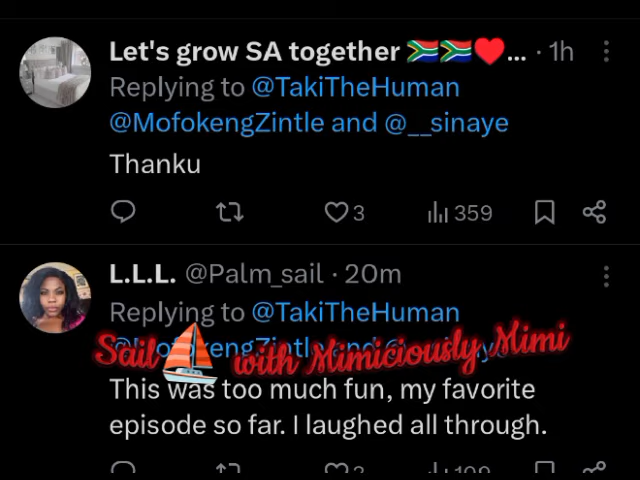 Let's grow SA together 🇿🇦🇿🇦❤️... · 1h
Replying to @TakiTheHuman
@MofokengZintle and @__sinaye
Thanku
3 359
L.L.L. @Palm_sail · 20m
Replying to @TakiTheHuman
Sail⛵ with Mimiciously Mimi
This was too much fun, my favorite
episode so far. I laughed all through.